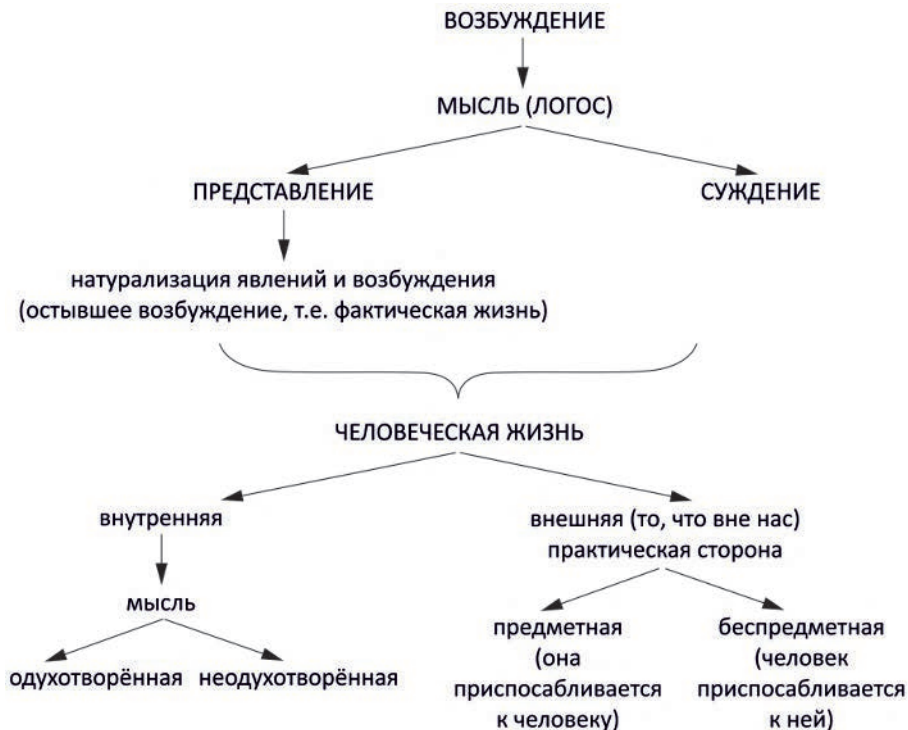 ВОЗБУЖДЕНИЕ
МЫСЛЬ (ЛОГОС)
ПРЕДСТАВЛЕНИЕ
СУЖДЕНИЕ
натурализация явлений и возбуждения
(остывшее возбуждение, т.е. фактическая жизнь)
ЧЕЛОВЕЧЕСКАЯ ЖИЗНЬ
внутренняя
мысль
одухотворённая
неодухотворённая
внешняя (то, что вне нас)
практическая сторона
предметная
(она
приспосабливается
к человеку)
беспредметная
(человек
приспосабливается
к ней)